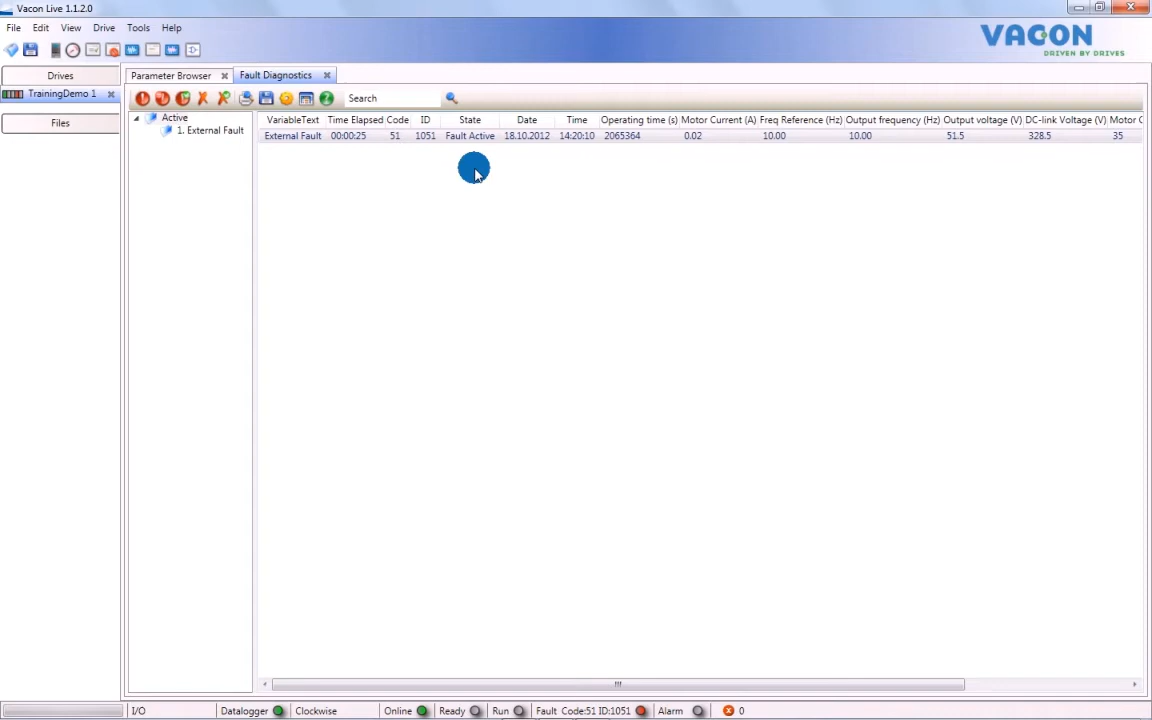 Vacon Live 1.1.2.0
File Edit View Drive Tools Help
VACON
DRIVEN BY DRIVES
Drives
Parameter Browser
Fault Diagnostics
TrainingDemo 1
Search
Files
Active
1. External Fault
VariableText Time Elapsed Code ID State Date Time Operating time (s) Motor Current (A) Freq Reference (Hz) Output frequency (Hz) Output voltage (V) DC-link Voltage (V) Motor C
External Fault 00:00:25 51 1051 Fault Active 18.10.2012 14:20:10 2065364 0.02 10.00 10.00 51.5 328.5 35
I/O Datalogger Clockwise Online Ready Run Fault Code:51 ID:1051 Alarm 0